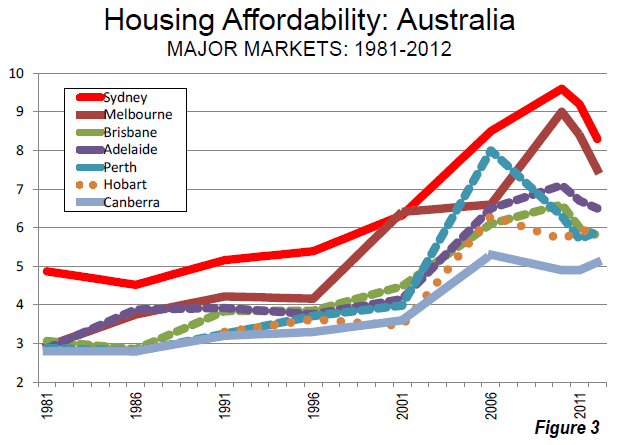 Housing Affordability: Australia
MAJOR MARKETS: 1981-2012
10
9
8
7
6
5
4
3
2
Sydney
Melbourne
Brisbane
Adelaide
Perth
Hobart
Canberra
1981
1986
1991
1996
2001
2006
2011
Figure 3